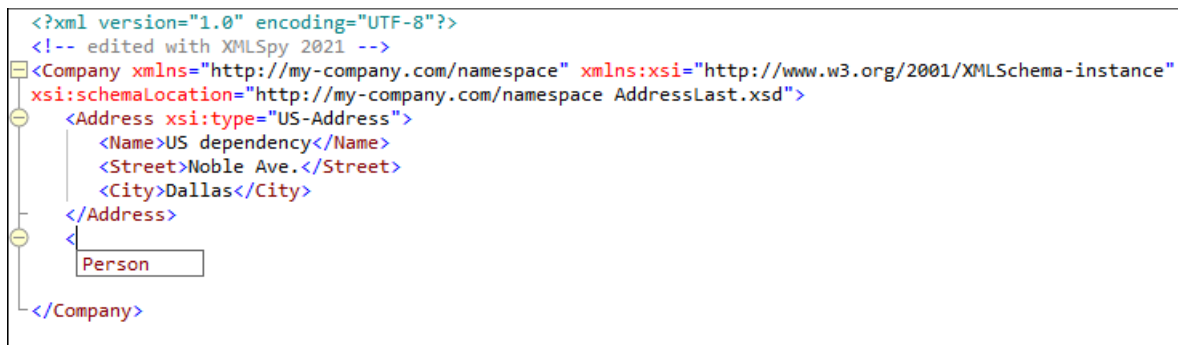 <?xml version="1.0" encoding="UTF-8"?>
<!-- edited with XMLSpy 2021 -->
<Company xmlns="http://my-company.com/namespace" xmlns:xsi="http://www.w3.org/2001/XMLSchema-instance"
xsi:schemaLocation="http://my-company.com/namespace AddressLast.xsd">
<Address xsi:type="US-Address">
<Name>US dependency</Name>
<Street>Noble Ave.</Street>
<City>Dallas</City>
</Address>
<
Person
</Company>